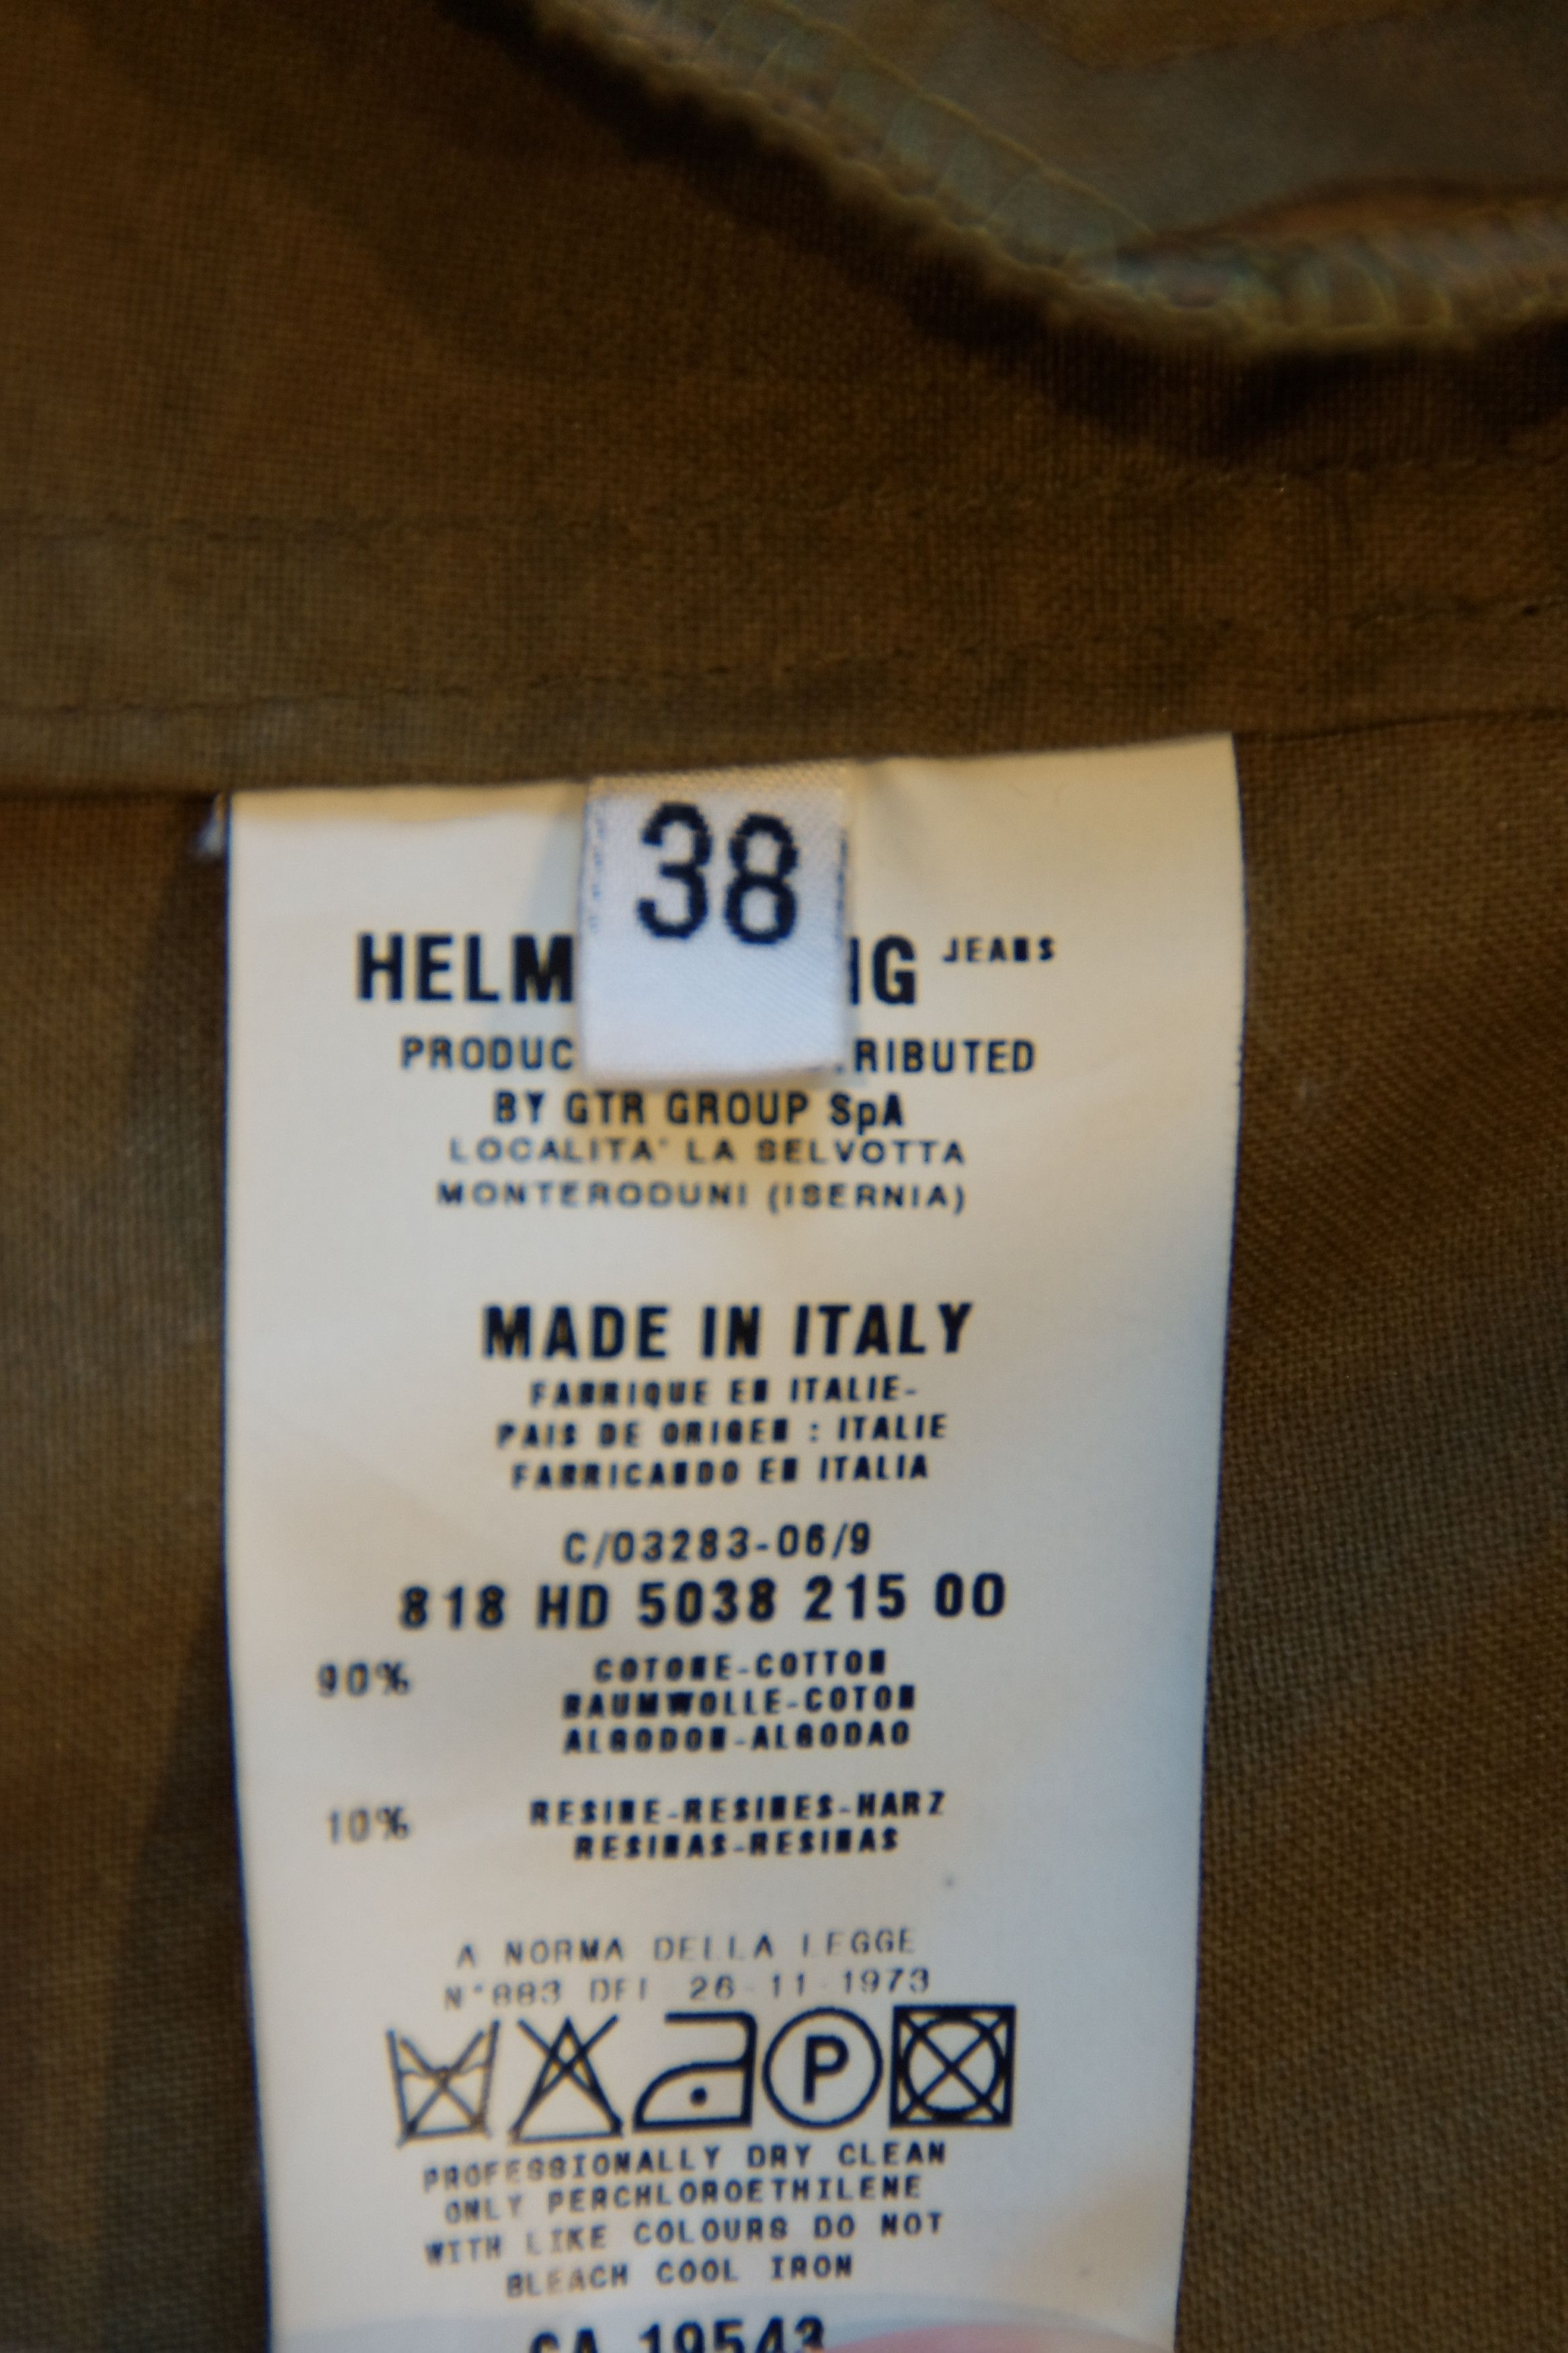 38
HELM IG JEANS
PRODUC RIBUTED
BY GTR GROUP SpA
LOCALITA' LA SELVOTTA
MONTERODUNI (ISERNIA)
MADE IN ITALY
FABRIQUE EN ITALIE-
PAIS DE ORIGEN : ITALIE
FABRICANDO EN ITALIA
C/03283-06/9
818 HD 5038 215 00
90% COTONE-COTTON
BAUMWOLLE-COTON
ALGODON-ALGODAO
10% RESINE-RESINES-HARZ
RESINAS-RESINAS
A NORMA DELLA LEGGE
N°883 DEL 26-11-1973
P
PROFESSIONALLY DRY CLEAN
ONLY PERCHLOROETHILENE
WITH LIKE COLOURS DO NOT
BLEACH COOL IRON
CA 19543